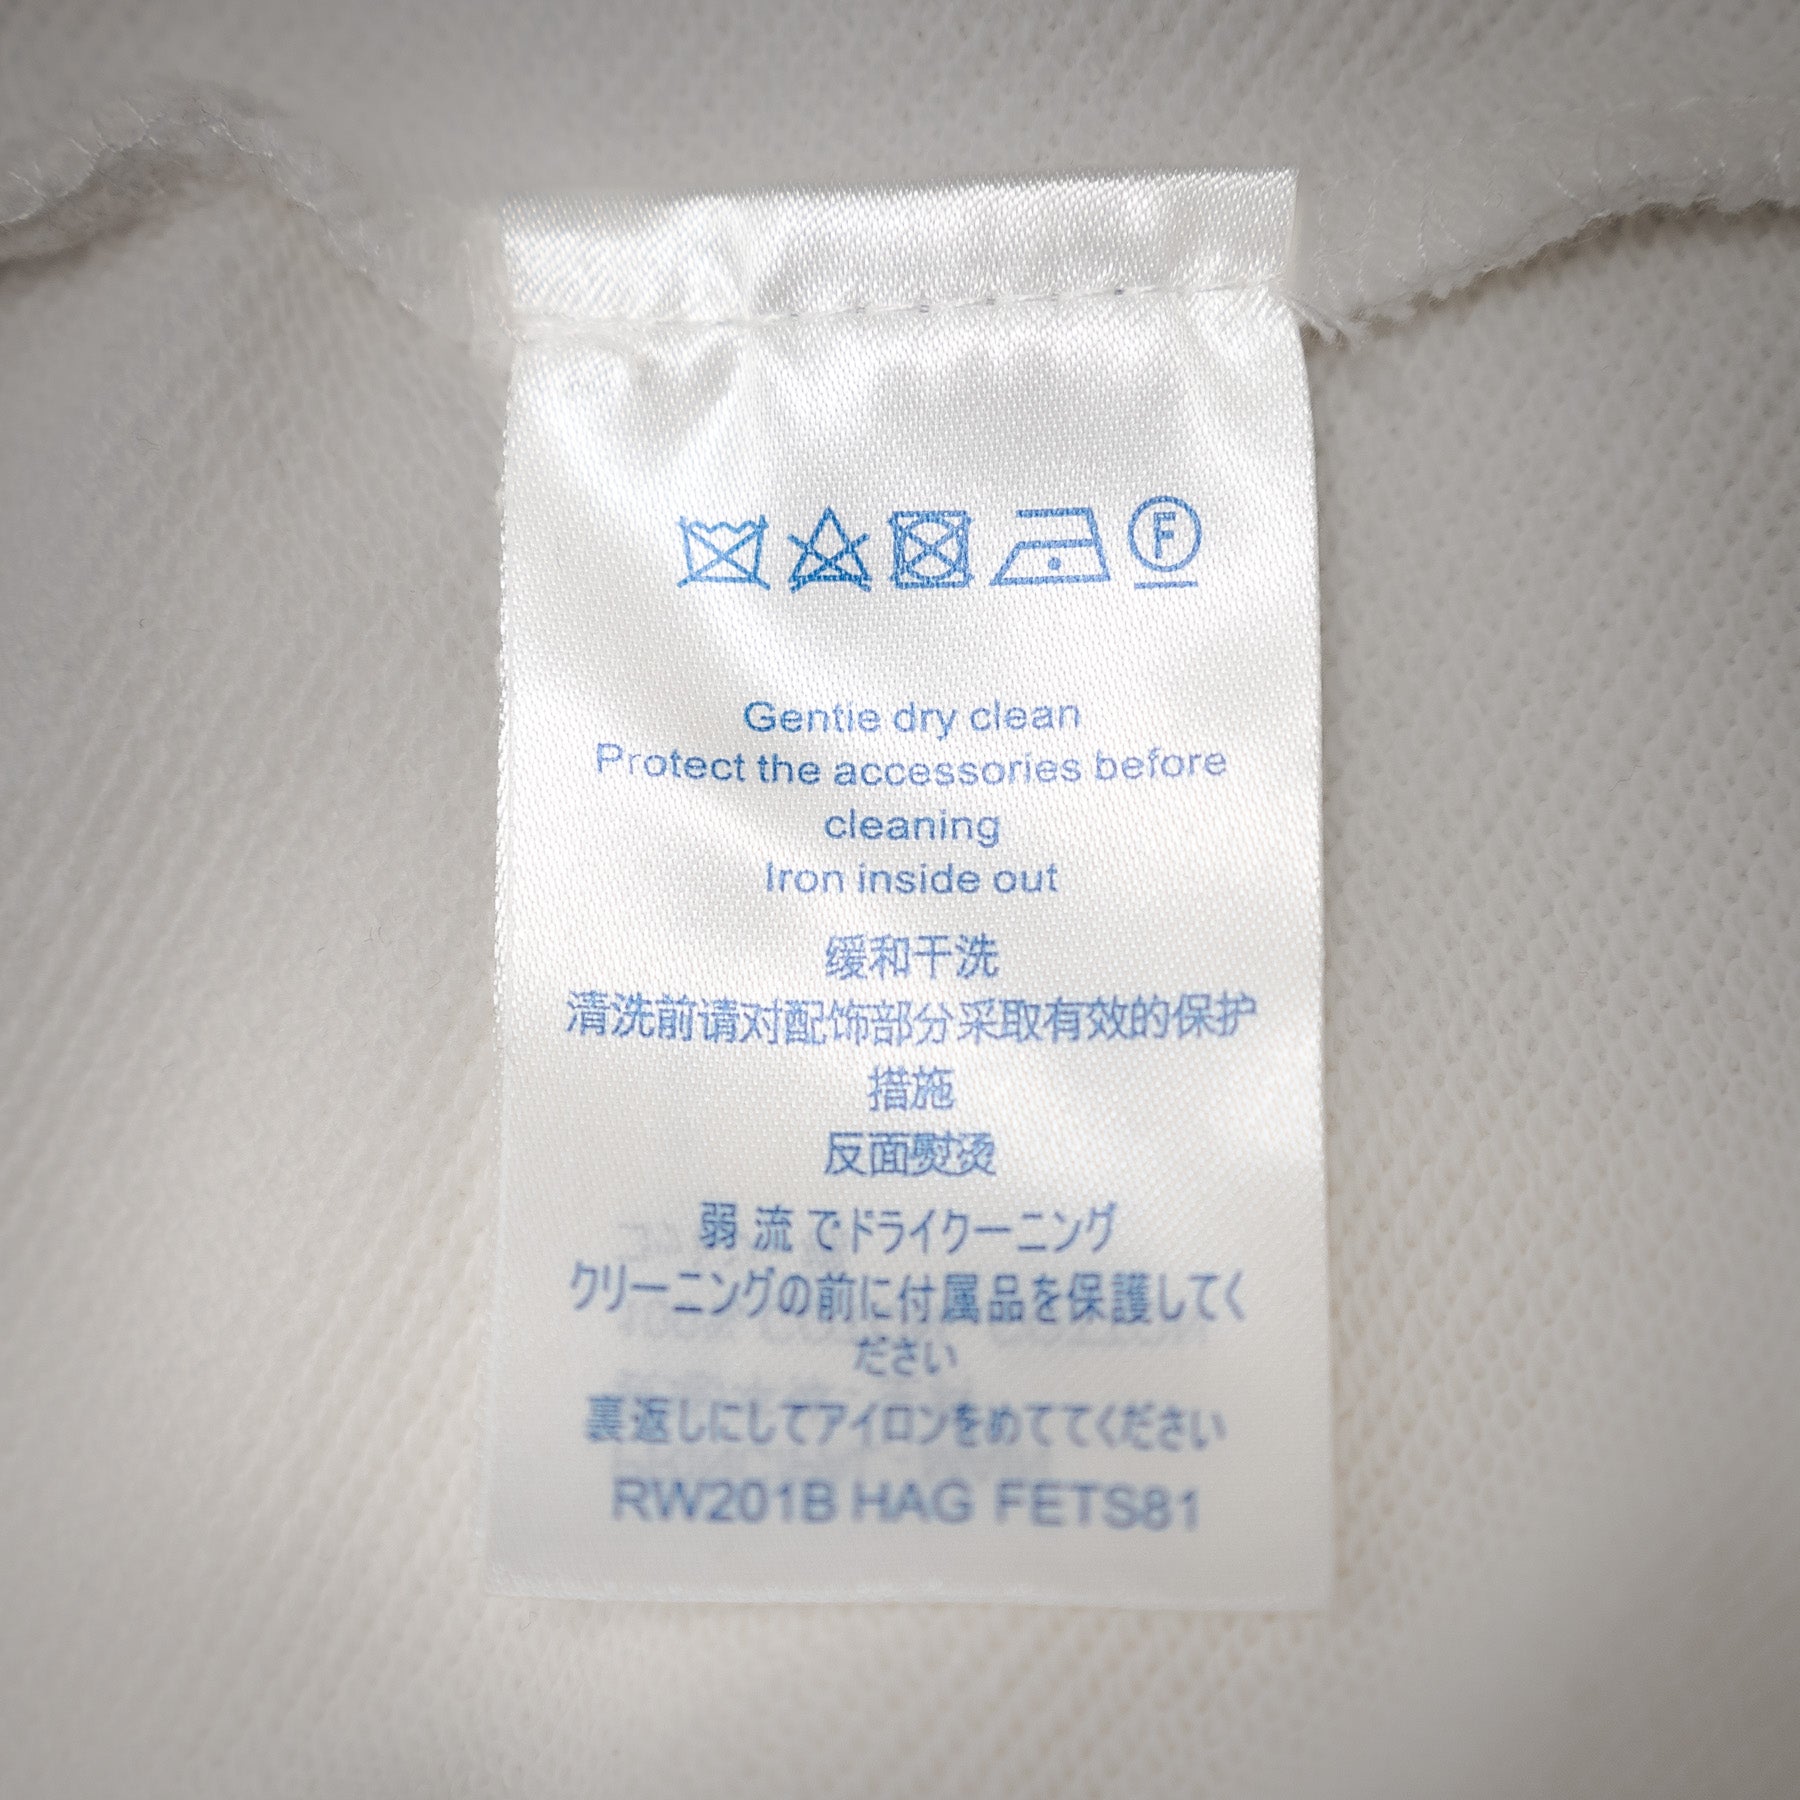 F
Gentie dry clean
Protect the accessories before
cleaning
Iron inside out
缓和干洗
清洗前请对配饰部分采取有效的保护
措施
反面熨烫
弱 流 でドライクーニング
クリーニングの前に付属品を保護してく
ださい
裏返しにしてアイロンをめててください
RW201B HAG FETS81